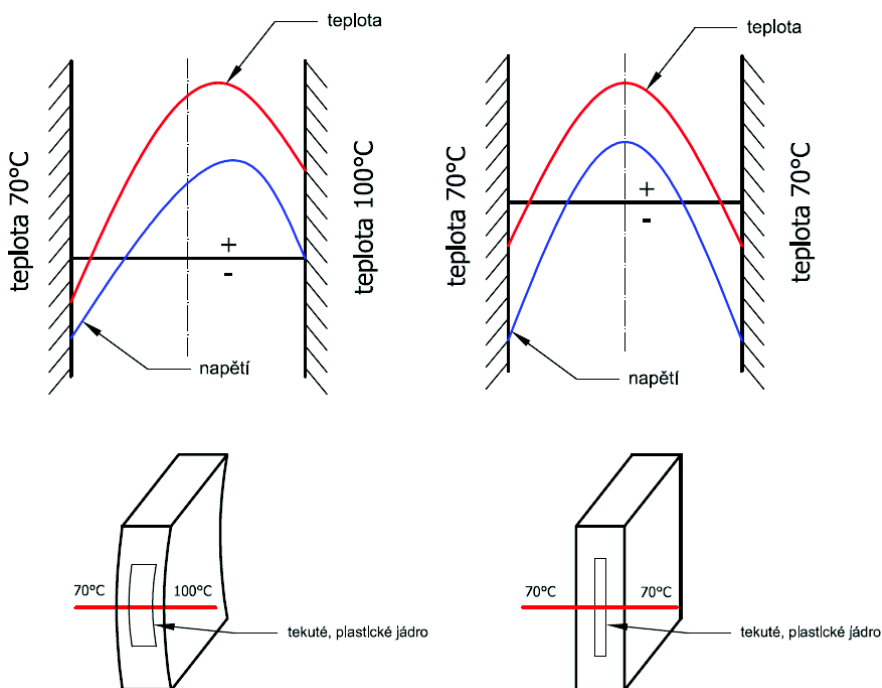 teplota
teplota 70°C
teplota 100°C
+
-
napětí
teplota
teplota 70°C
teplota 70°C
+
-
napětí
70°C
100°C
tekuté, plastické jádro
70°C
70°C
tekuté, plastické jádro